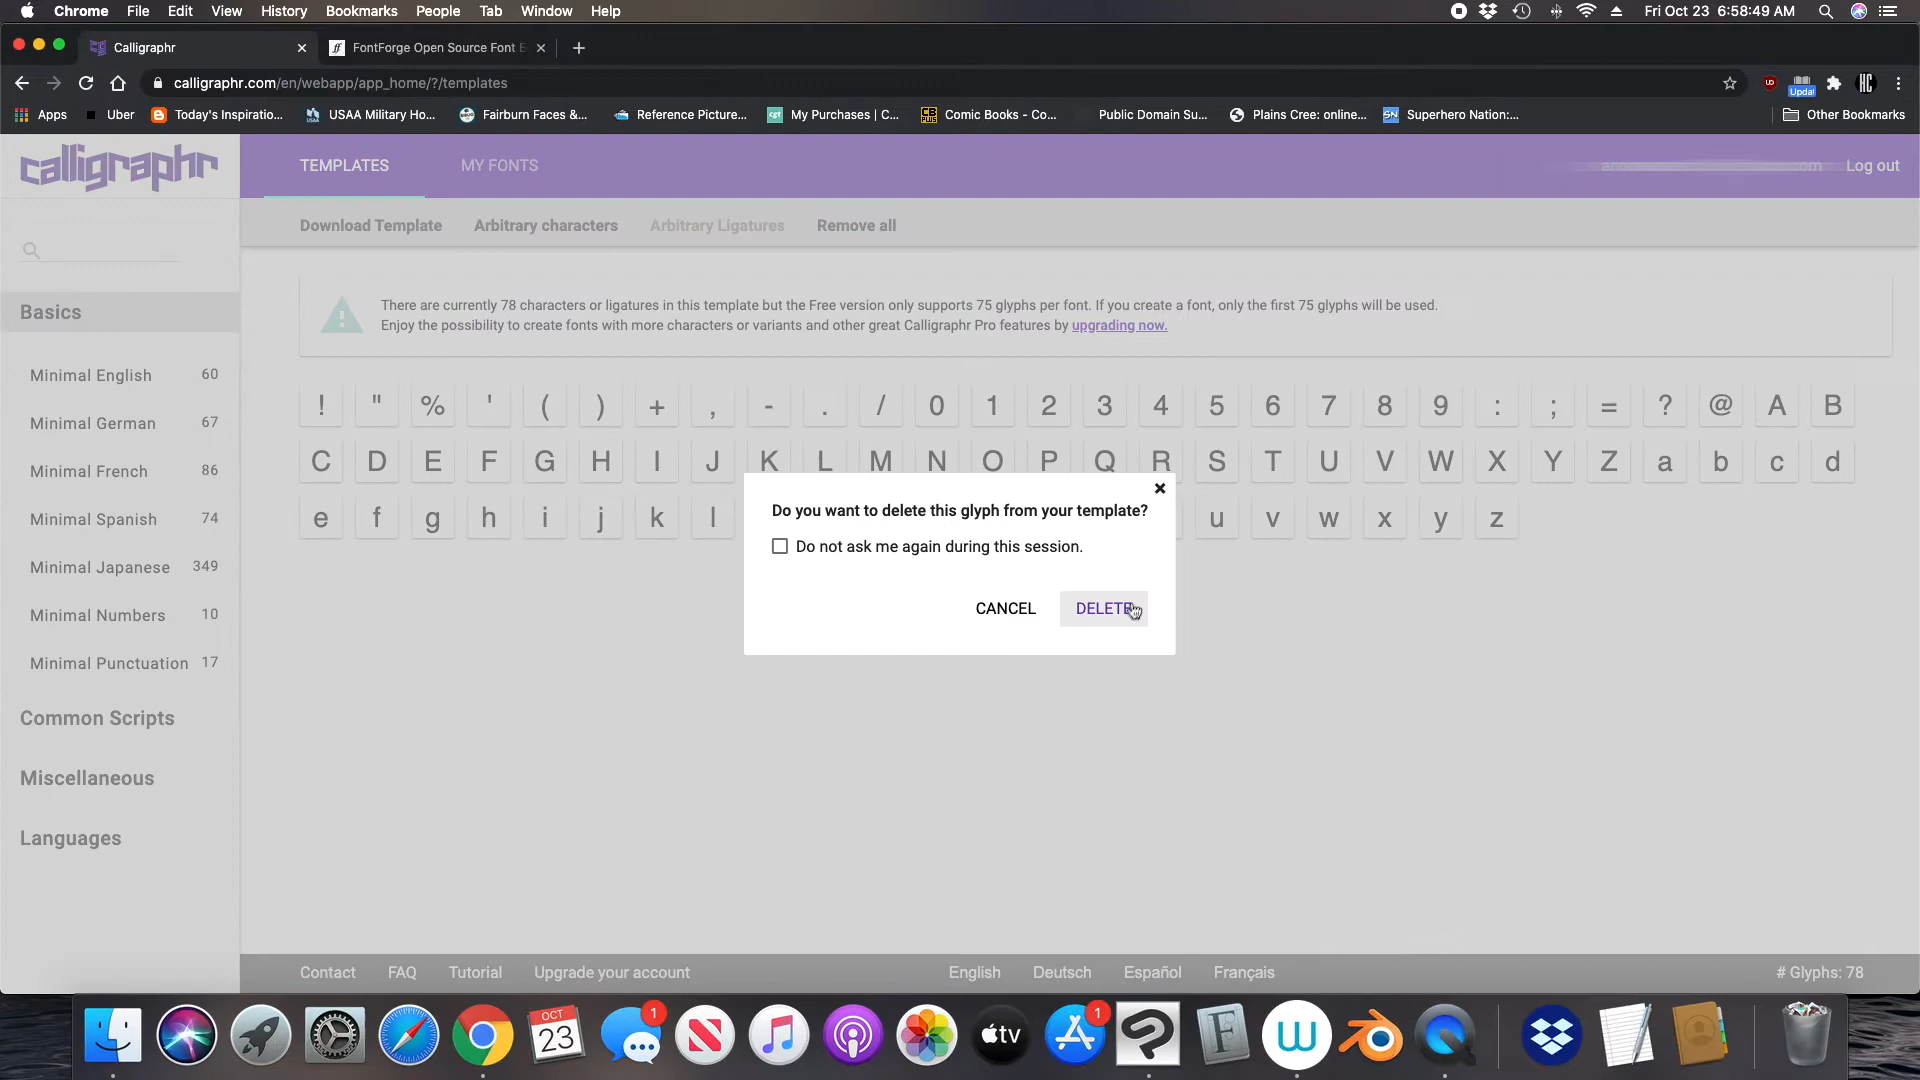 Chrome File Edit View History Bookmarks People Tab Window Help Fri Oct 23 6:58:49 AM
Calligraphr FontForge Open Source Font E
calligraphr.com/en/webapp/app_home/?/templates
Apps Uber Today's Inspiratio... USAA Military Ho... Fairburn Faces &... Reference Picture... My Purchases | C... Comic Books - Co... Public Domain Su... Plains Cree: online... Superhero Nation:... Other Bookmarks
calligraphr TEMPLATES MY FONTS Log out
Download Template Arbitrary characters Arbitrary Ligatures Remove all
Basics
Minimal English 60
Minimal German 67
Minimal French 86
Minimal Spanish 74
Minimal Japanese 349
Minimal Numbers 10
Minimal Punctuation 17
Common Scripts
Miscellaneous
Languages
There are currently 78 characters or ligatures in this template but the Free version only supports 75 glyphs per font. If you create a font, only the first 75 glyphs will be used.
Enjoy the possibility to create fonts with more characters or variants and other great Calligraphr Pro features by upgrading now.
! " % ' ( ) + , - . / 0 1 2 3 4 5 6 7 8 9 : ; = ? @ A B
C D E F G H I J K L M N O P Q R S T U V W X Y Z a b c d
e f g h i j k l u v w x y z
Do you want to delete this glyph from your template?
Do not ask me again during this session.
CANCEL DELETE
Contact FAQ Tutorial Upgrade your account English Deutsch Español Français # Glyphs: 78
OCT
23
1
tv
1